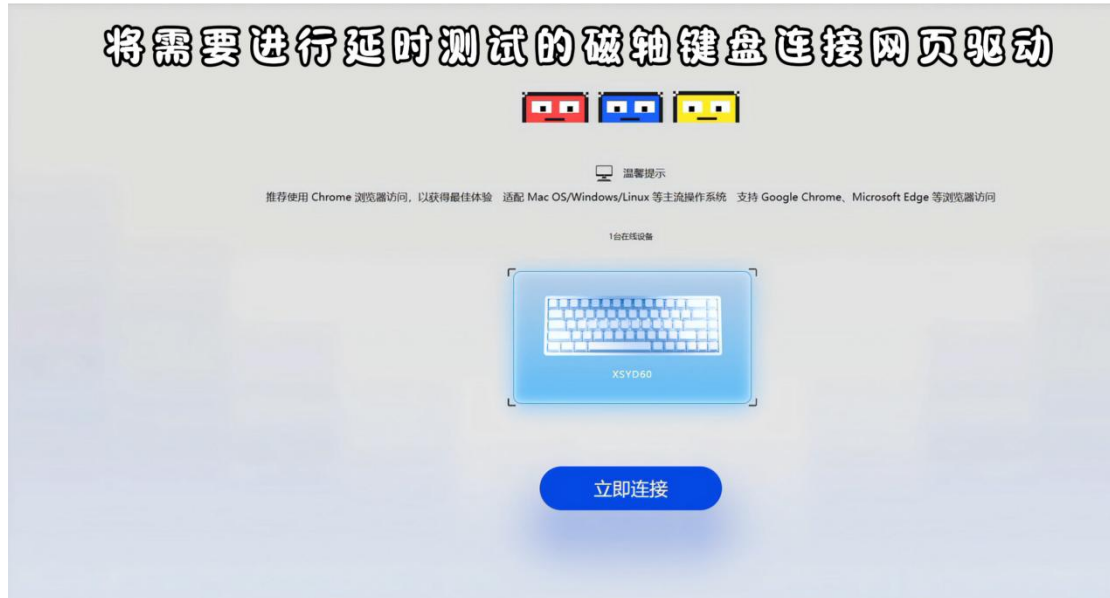 将需要进行延时测试的磁轴键盘连接网页驱动
温馨提示
推荐使用 Chrome 浏览器访问，以获得最佳体验 适配 Mac OS/Windows/Linux 等主流操作系统 支持 Google Chrome、Microsoft Edge 等浏览器访问
1台在线设备
XSYD60
立即连接